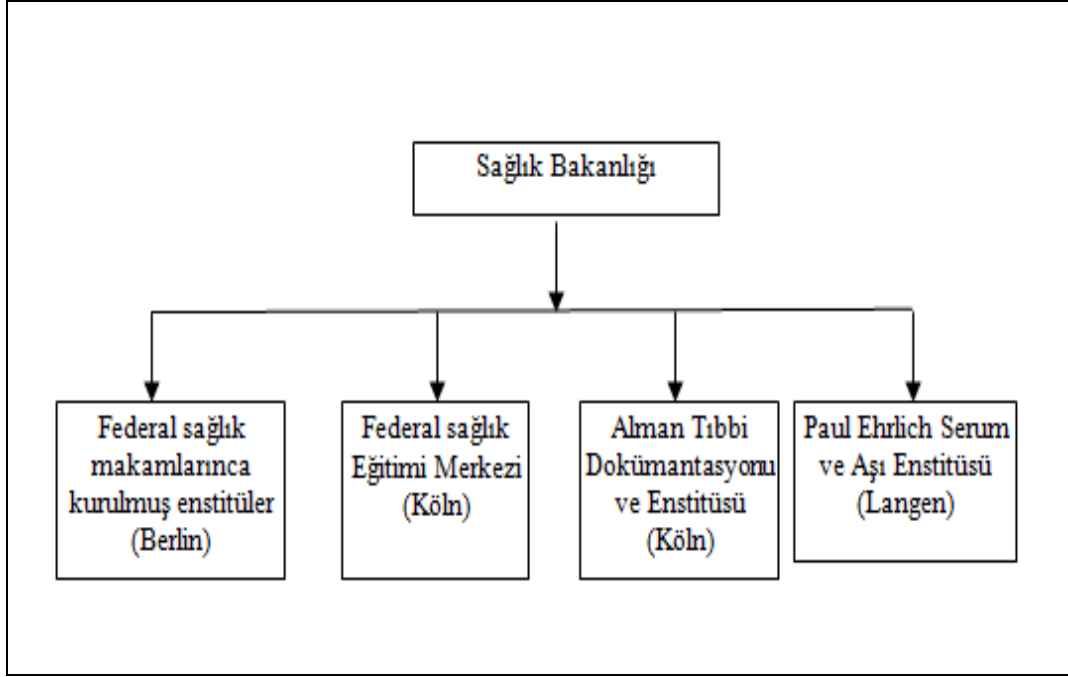 Sağlık Bakanlığı
Federal sağlık
makamlarınca
kurulmuş enstitüler
(Berlin)
Federal sağlık
Eğitimi Merkezi
(Köln)
Alman Tıbbi
Dokümantasyonu
ve Enstitüsü
(Köln)
Paul Ehrlich Serum
ve Aşı Enstitüsü
(Langen)